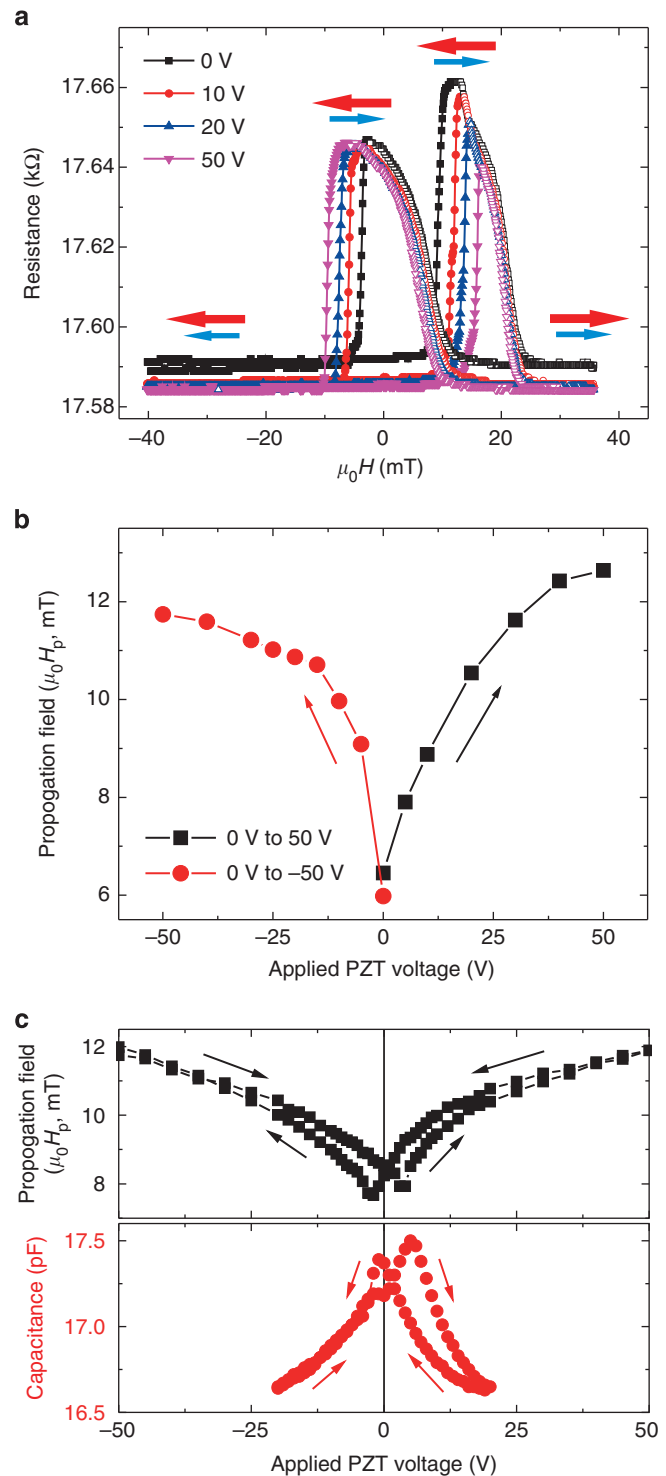 a
0 V
10 V
20 V
50 V
17.66
17.64
17.62
17.60
17.58
Resistance (kΩ)
–40 –20 0 20 40
μ₀H (mT)
b
12
10
8
6
Propogation field (μ₀Hₚ, mT)
0 V to 50 V
0 V to –50 V
–50 –25 0 25 50
Applied PZT voltage (V)
c
12
10
8
Propogation field
(μ₀Hₚ, mT)
17.5
17.0
16.5
Capacitance (pF)
–50 –25 0 25 50
Applied PZT voltage (V)